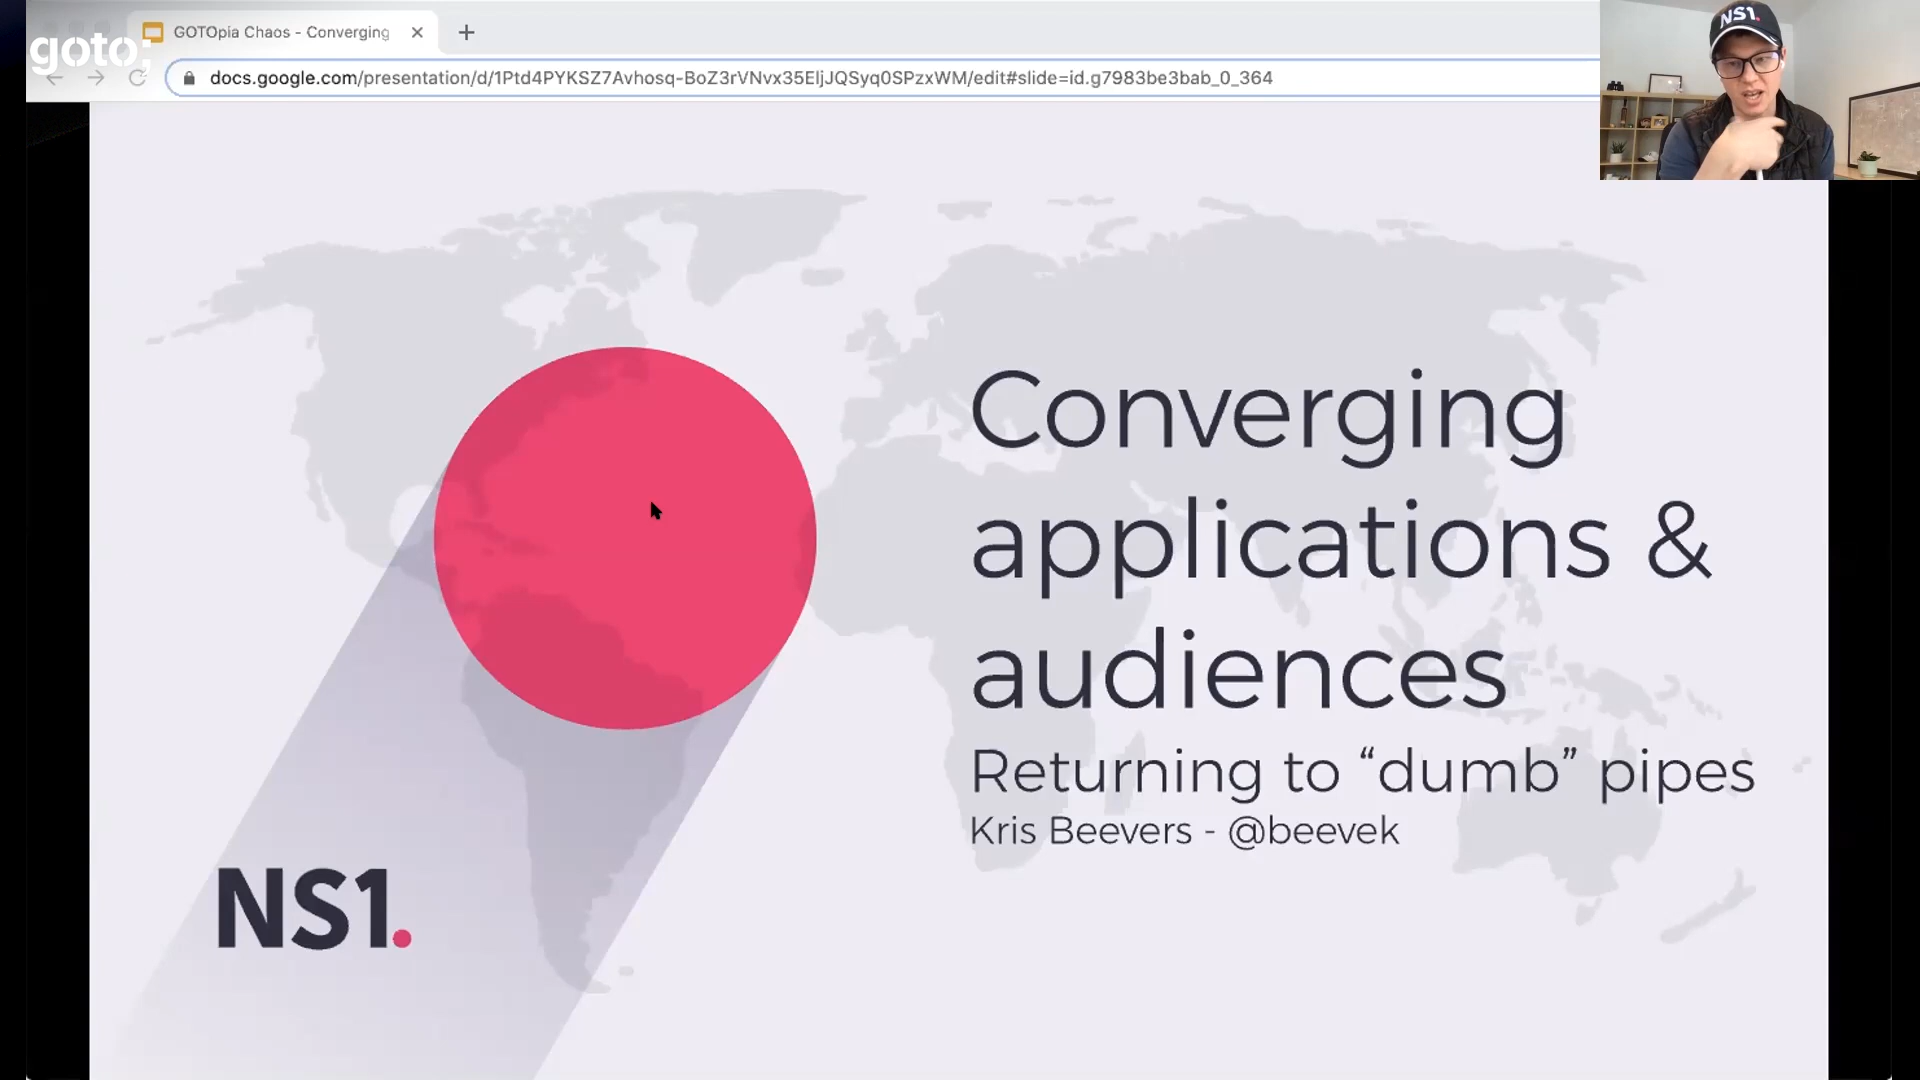 GOTOpia Chaos - Converging
goto;
docs.google.com/presentation/d/1Ptd4PYKSZ7Avhosq-BoZ3rVNvx35EljJQSyq0SPzxWM/edit#slide=id.g7983be3bab_0_364
NS1.
Converging
applications &
audiences
Returning to “dumb” pipes
Kris Beevers - @beevek
NS1.